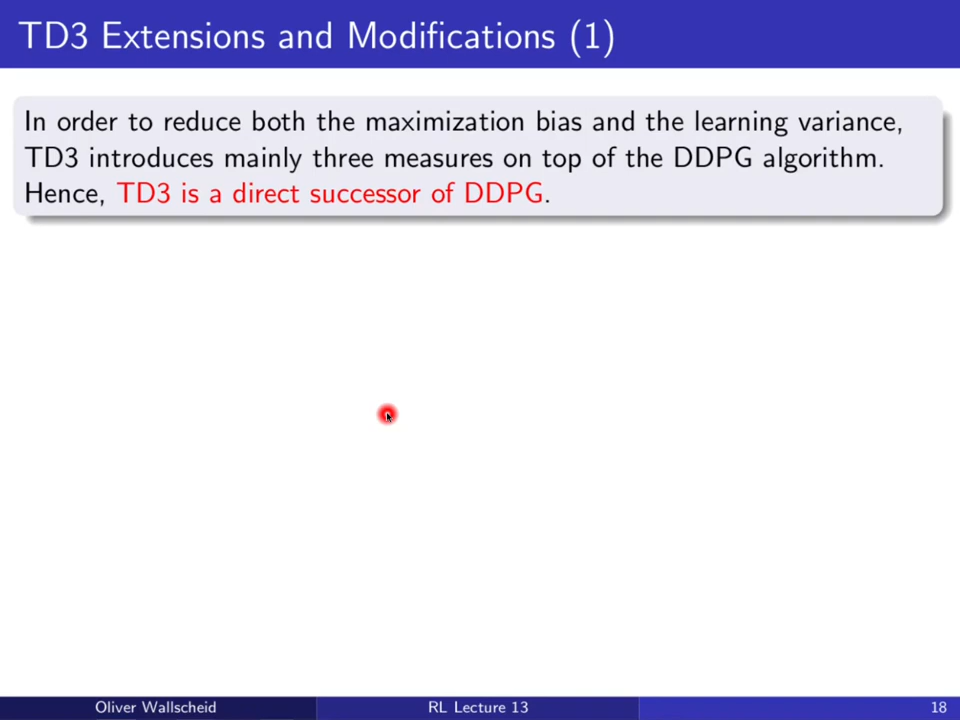 TD3 Extensions and Modifications (1)
In order to reduce both the maximization bias and the learning variance,
TD3 introduces mainly three measures on top of the DDPG algorithm.
Hence, TD3 is a direct successor of DDPG.
Oliver Wallscheid
RL Lecture 13
18